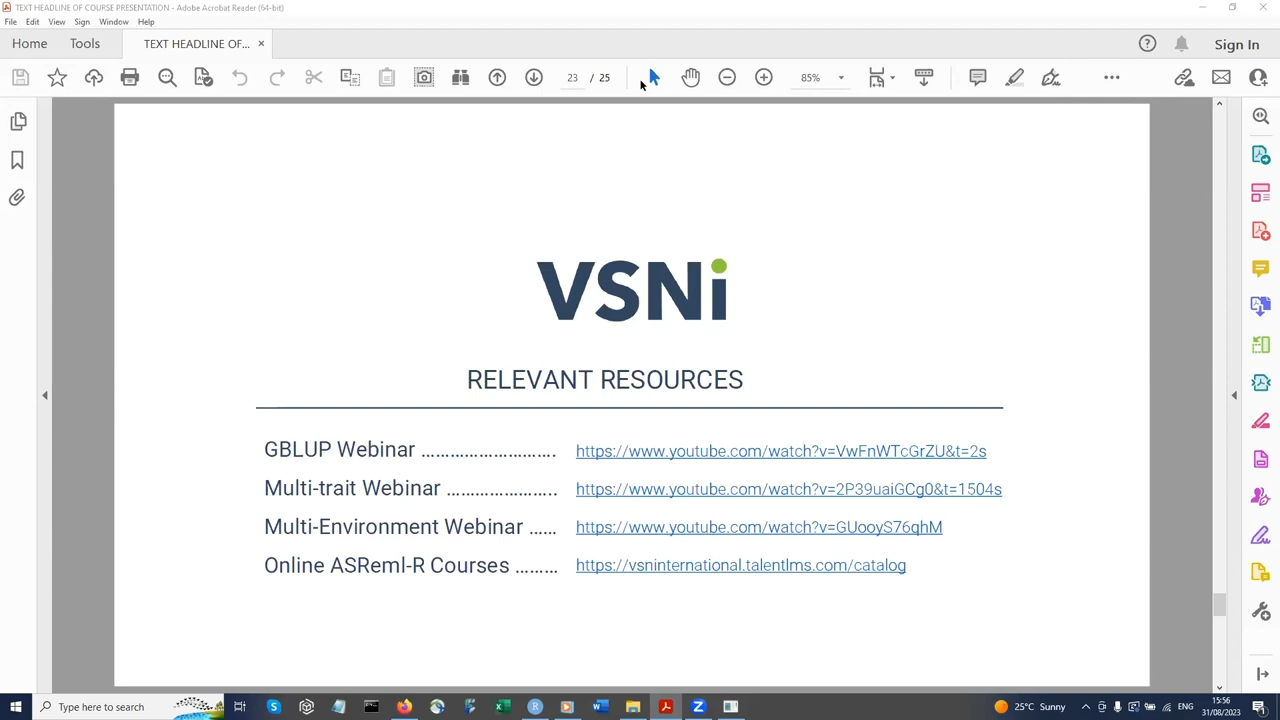 TEXT HEADLINE OF COURSE PRESENTATION - Adobe Acrobat Reader (64-bit)
File Edit View Sign Window Help
Home Tools TEXT HEADLINE OF... × Sign In
23 / 25 85%
VSNi
RELEVANT RESOURCES
GBLUP Webinar ............................ https://www.youtube.com/watch?v=VwFnWTcGrZU&t=2s
Multi-trait Webinar ...................... https://www.youtube.com/watch?v=2P39uaiGCg0&t=1504s
Multi-Environment Webinar ...... https://www.youtube.com/watch?v=GUooyS76qhM
Online ASReml-R Courses ......... https://vsninternational.talentlms.com/catalog
Type here to search 25°C Sunny ENG 15:56
31/08/2023